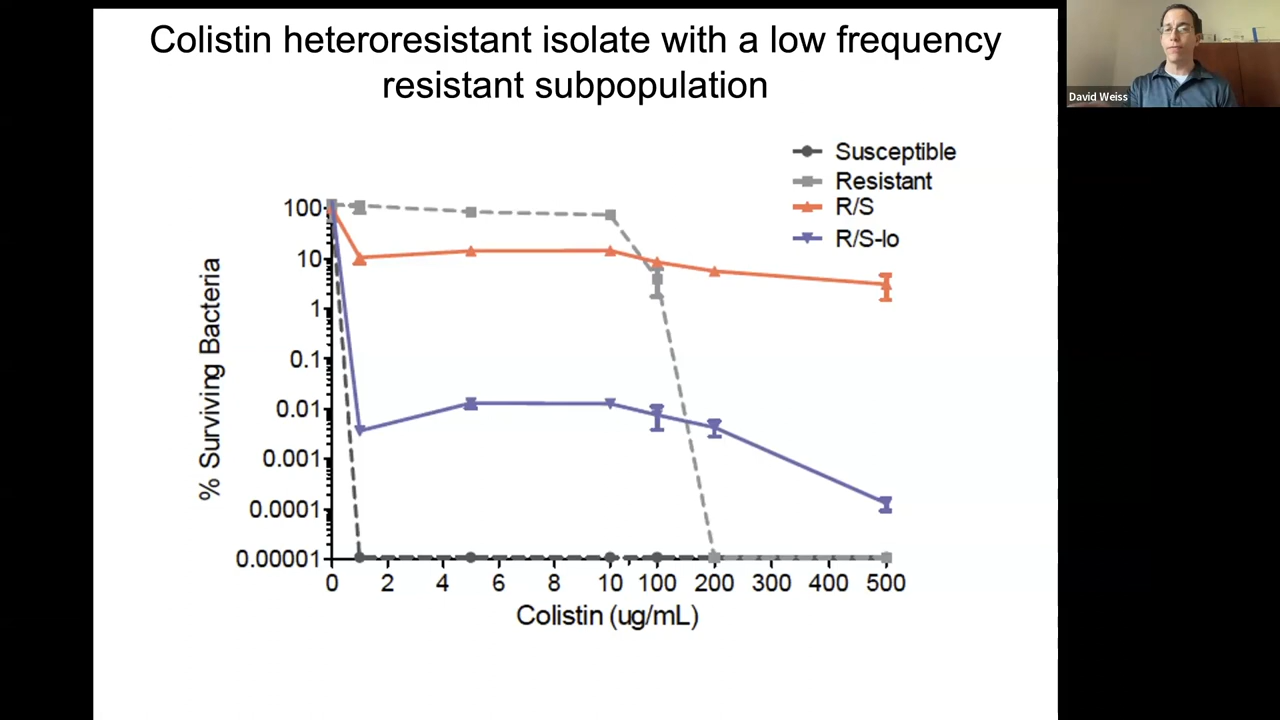 Colistin heteroresistant isolate with a low frequency
resistant subpopulation
David Weiss
Susceptible
Resistant
R/S
R/S-lo
% Surviving Bacteria
100
10
1
0.1
0.01
0.001
0.0001
0.00001
0 2 4 6 8 10 100 200 300 400 500
Colistin (ug/mL)